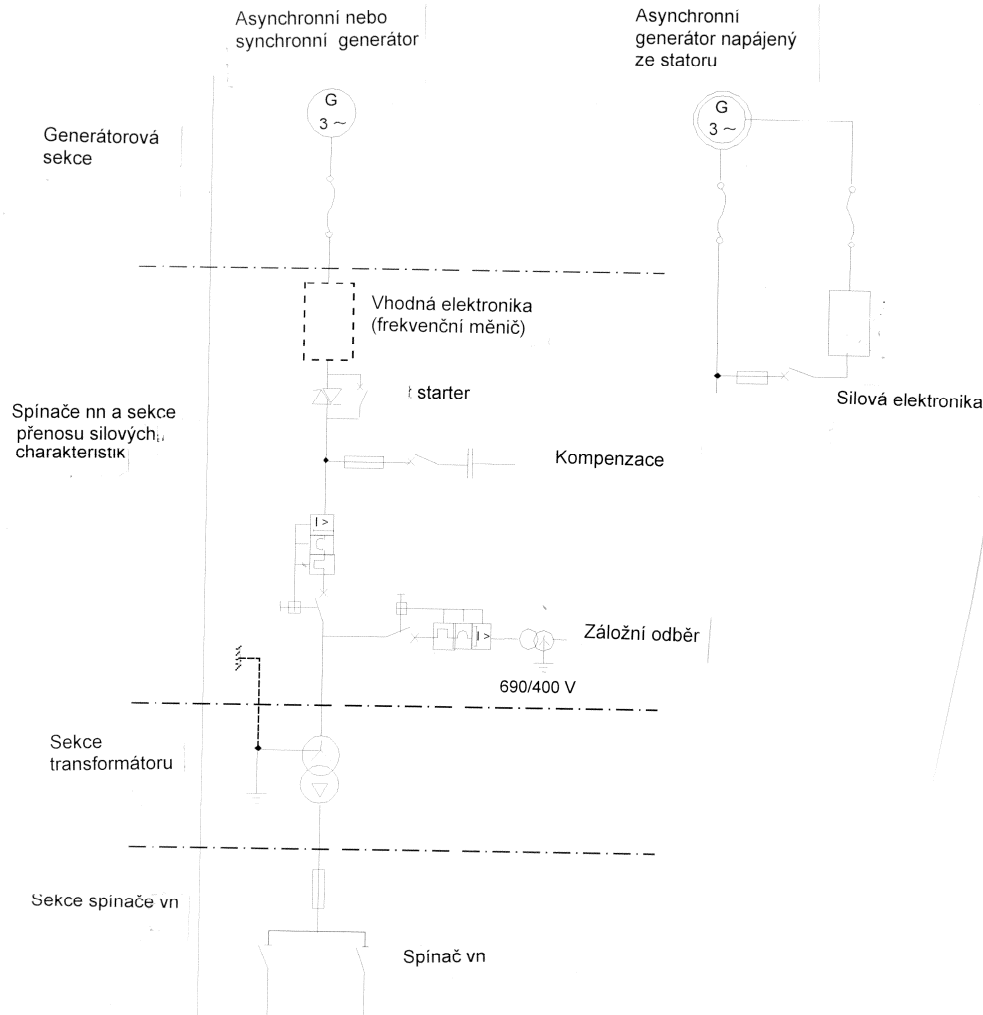 Asynchronní nebo
synchronní generátor
Asynchronní
generátor napájený
ze statoru
G
3 ~
G
3 ~
Generátorová
sekce
Vhodná elektronika
(frekvenční měnič)
starter
Silová elektronika
Spínače nn a sekce
přenosu silových
charakteristik
Kompenzace
I >
I >
Záložní odběr
690/400 V
Sekce
transformátoru
Sekce spínače vn
Spínač vn